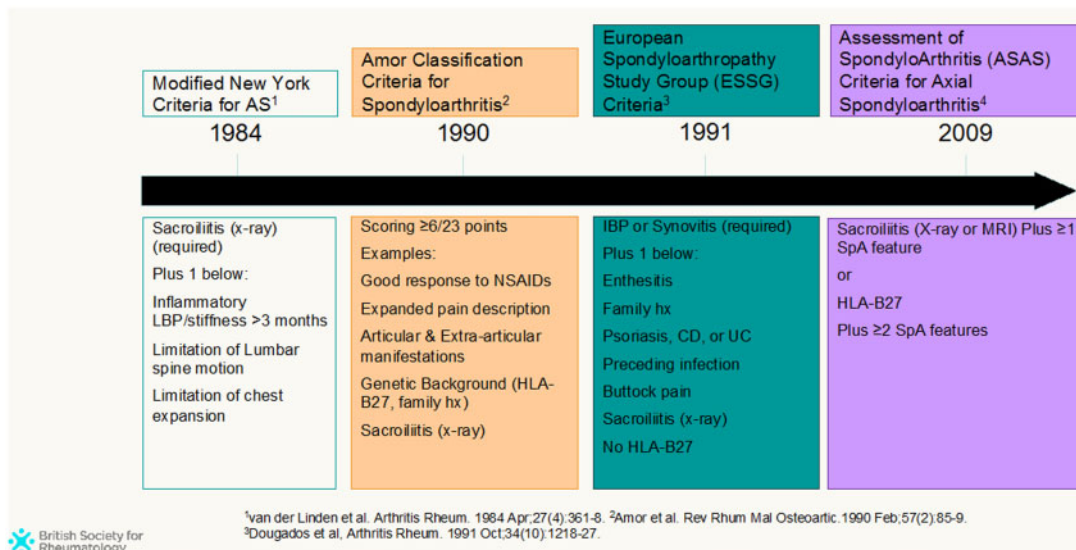 Modified New York
Criteria for AS1
1984
Amor Classification
Criteria for
Spondyloarthritis2
1990
European
Spondyloarthropathy
Study Group (ESSG)
Criteria3
1991
Assessment of
SpondyloArthritis (ASAS)
Criteria for Axial
Spondyloarthritis4
2009
Sacroiliitis (x-ray)
(required)
Plus 1 below:
Inflammatory
LBP/stiffness >3 months
Limitation of Lumbar
spine motion
Limitation of chest
expansion
Scoring ≥6/23 points
Examples:
Good response to NSAIDs
Expanded pain description
Articular & Extra-articular
manifestations
Genetic Background (HLA-
B27, family hx)
Sacroiliitis (x-ray)
IBP or Synovitis (required)
Plus 1 below:
Enthesitis
Family hx
Psoriasis, CD, or UC
Preceding infection
Buttock pain
Sacroiliitis (x-ray)
No HLA-B27
Sacroiliitis (X-ray or MRI) Plus ≥1
SpA feature
or
HLA-B27
Plus ≥2 SpA features
1van der Linden et al. Arthritis Rheum. 1984 Apr;27(4):361-8. 2Amor et al. Rev Rhum Mal Osteoartic.1990 Feb;57(2):85-9.
3Dougados et al, Arthritis Rheum. 1991 Oct;34(10):1218-27.
British Society for
Rheumatology